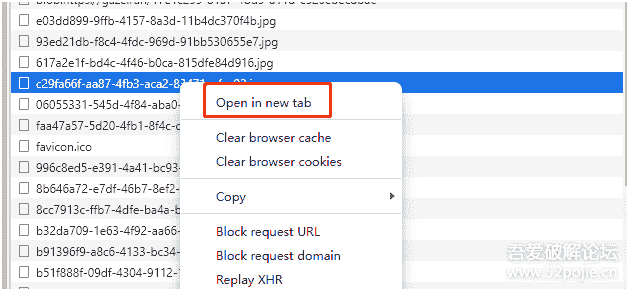 e03dd899-9ffb-4157-8a3d-11b4dc370f4b.jpg
93ed21db-f8c4-4fdc-969d-91bb530655e7.jpg
617a2e1f-bd4c-4f46-b0ca-815dfe84d916.jpg
c29fa66f-aa87-4fb3-aca2-
Open in new tab
06055331-545d-4f84-aba0-
Clear browser cache
faa47a57-5d20-4fb1-8f4c-
favicon.ico
Clear browser cookies
996c8ed5-e391-4a41-bc93-
8b646a72-e7df-46b7-8ef2-
Copy
8cc7913c-ffb7-4dfe-ba4a-
b32da709-1e63-4f92-aa66-
Block request URL
b91396f9-a8c6-4133-bc34-
Block request domain
b51f888f-09df-4304-9112-
Replay XHR
吾爱破解论坛
www.52pojie.cn